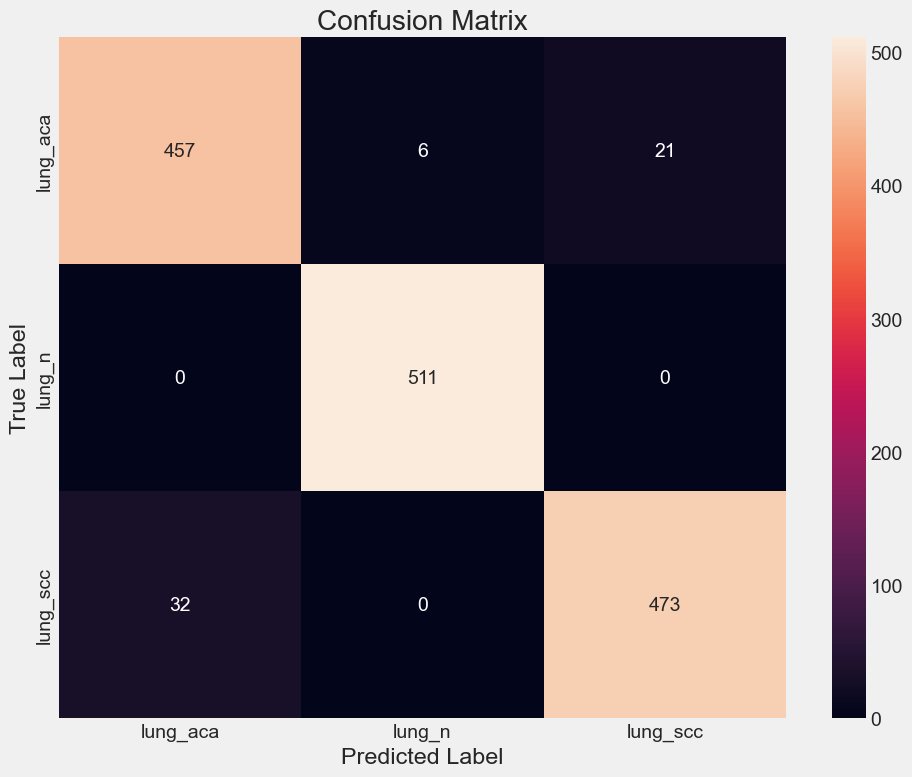 Confusion Matrix
True Label
lung_aca
457 6 21
lung_n
0 511 0
lung_scc
32 0 473
lung_aca lung_n lung_scc
Predicted Label
500
400
300
200
100
0